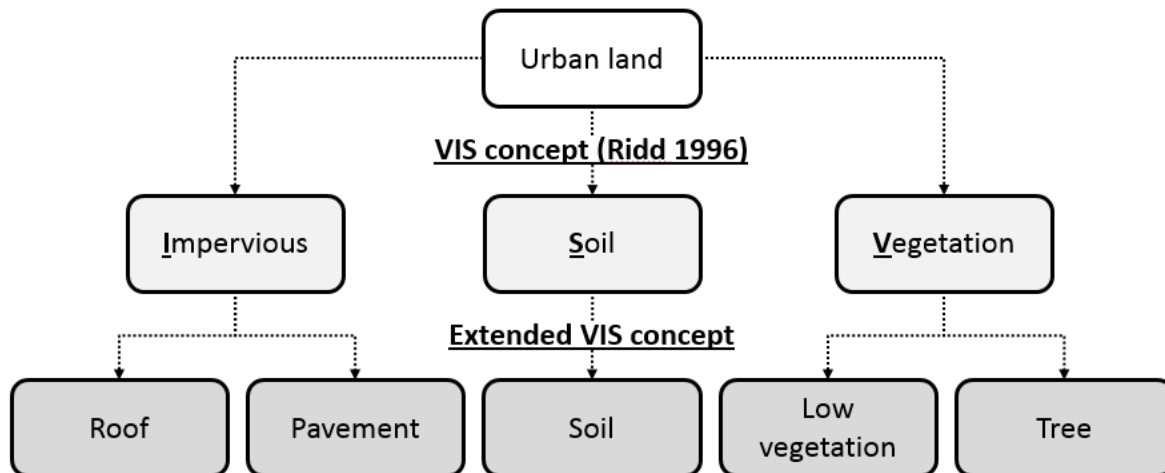 Urban land
VIS concept (Ridd 1996)
Impervious
Soil
Vegetation
Extended VIS concept
Roof
Pavement
Soil
Low
vegetation
Tree